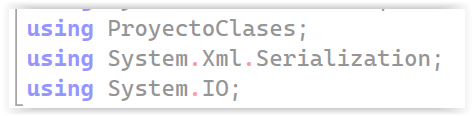 using ProyectoClases;
using System.Xml.Serialization;
using System.IO;